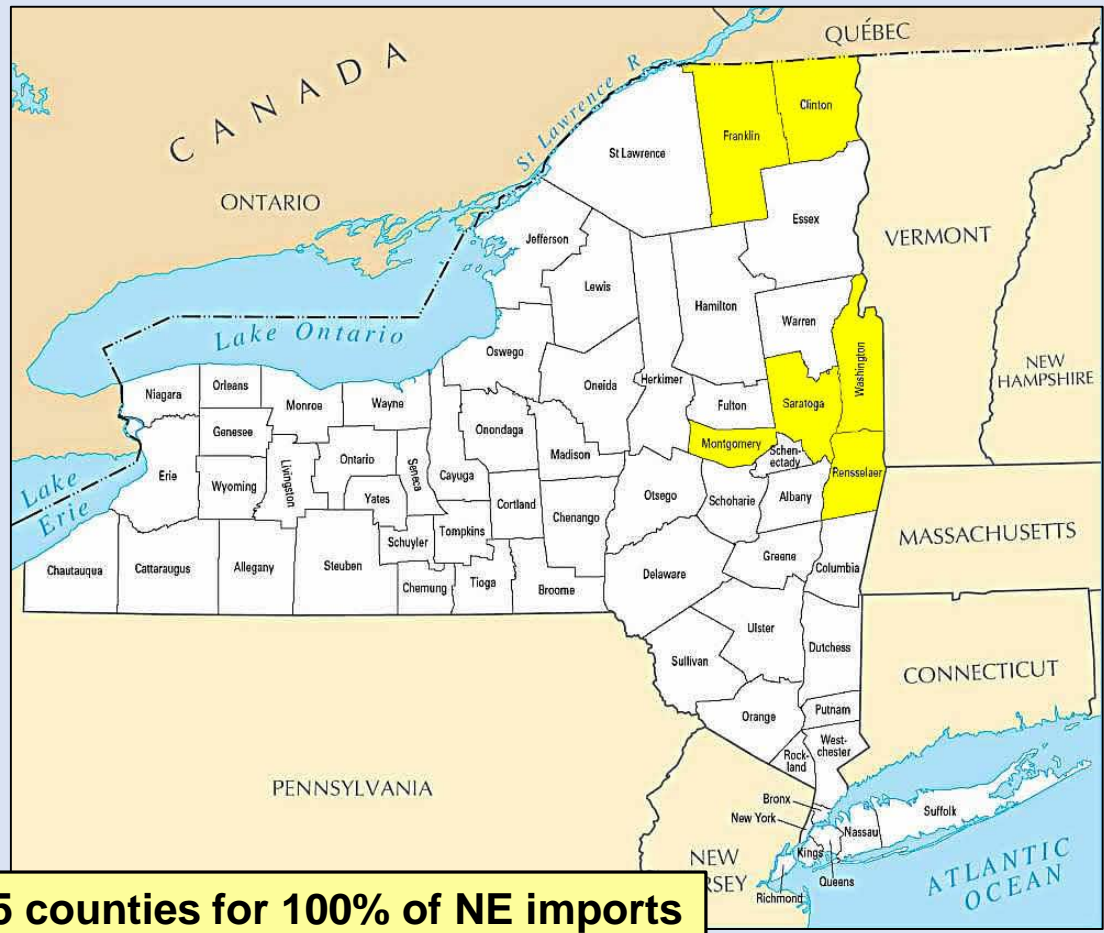 QUÉBEC
CANADA
St Lawrence R
Clinton
Franklin
St Lawrence
ONTARIO
Essex
VERMONT
Jefferson
Lewis
Hamilton
Warren
Lake Ontario
Washington
Oswego
NEW
HAMPSHIRE
Oneida
Herkimer
Niagara
Orleans
Monroe
Wayne
Fulton
Saratoga
Genesee
Onondaga
Montgomery
Schen-
ectady
Madison
Ontario
Seneca
Cayuga
Rensselaer
Erie
Wyoming
Livingston
Yates
Cortland
Otsego
Schoharie
Albany
Lake
Erie
Chenango
Tompkins
Schuyler
MASSACHUSETTS
Greene
Columbia
Chautauqua
Cattaraugus
Allegany
Steuben
Chemung
Tioga
Broome
Delaware
Ulster
Dutchess
Sullivan
CONNECTICUT
Orange
Putnam
West-
chester
Rock-
land
PENNSYLVANIA
Bronx
New York
Suffolk
Nassau
Kings
Queens
Richmond
NEW
RSEY
ATLANTIC
OCEAN
5 counties for 100% of NE imports